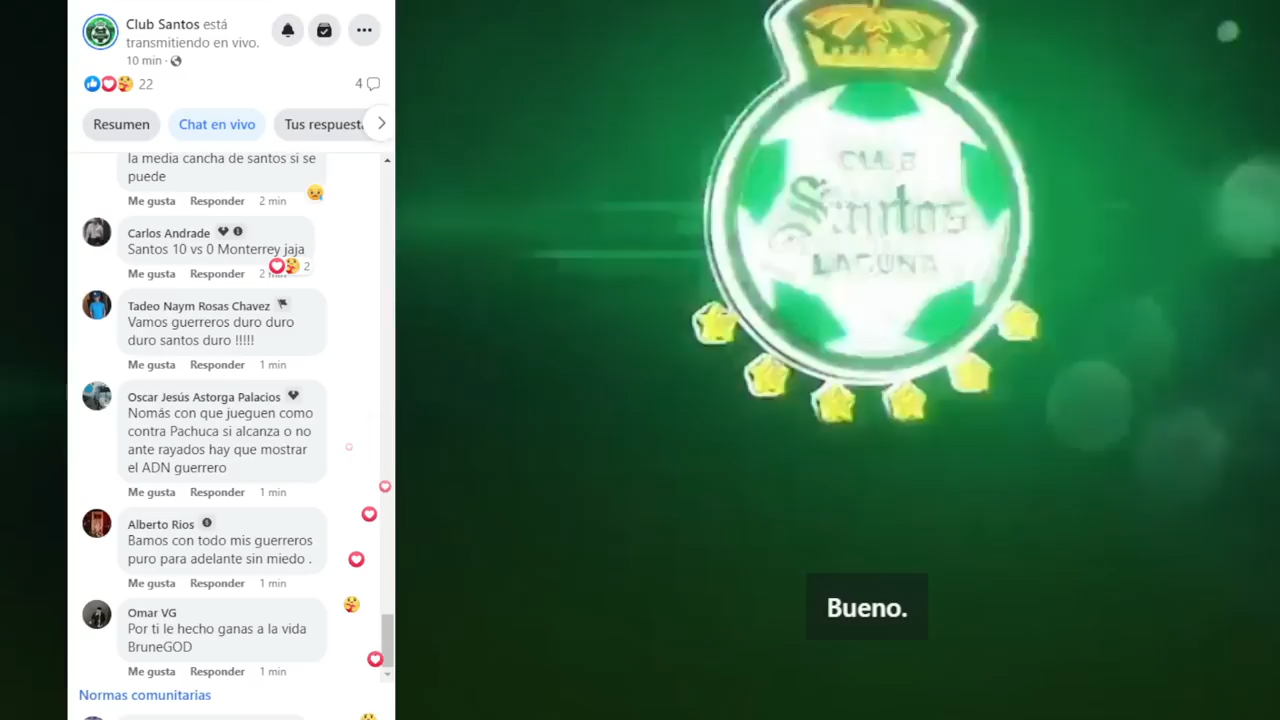 Club Santos está
transmitiendo en vivo.
10 min ·
22
4
Resumen
Chat en vivo
Tus respuest
la media cancha de santos si se
puede
Me gusta Responder 2 min
Carlos Andrade
Santos 10 vs 0 Monterrey jaja
2
Me gusta Responder 2 min
Tadeo Naym Rosas Chavez
Vamos guerreros duro duro
duro santos duro !!!!!
Me gusta Responder 1 min
Oscar Jesús Astorga Palacios
Nomás con que jueguen como
contra Pachuca si alcanza o no
ante rayados hay que mostrar
el ADN guerrero
Me gusta Responder 1 min
Alberto Rios
Bamos con todo mis guerreros
puro para adelante sin miedo .
Me gusta Responder 1 min
Omar VG
Por ti le hecho ganas a la vida
BruneGOD
Me gusta Responder 1 min
Normas comunitarias
CLUB
Santos
LAGUNA
Bueno.